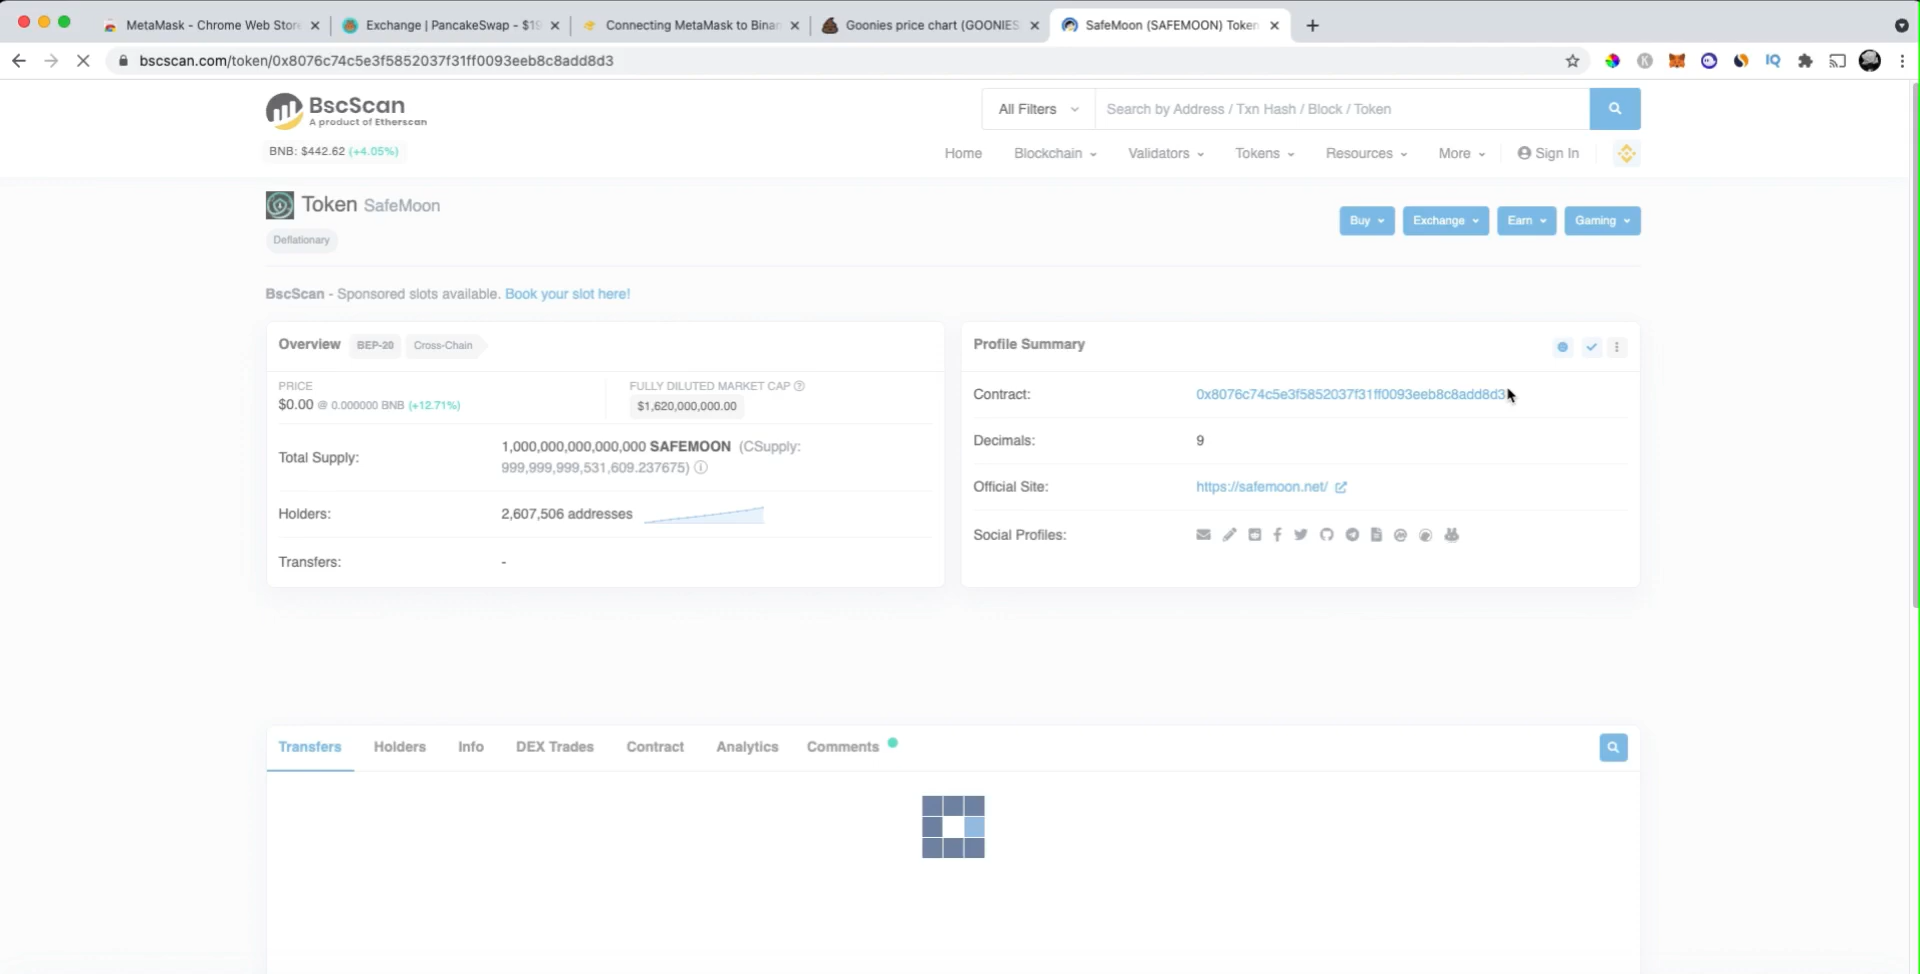 MetaMask - Chrome Web Store
Exchange | PancakeSwap - $19
Connecting MetaMask to Binan
Goonies price chart (GOONIES
SafeMoon (SAFEMOON) Token
bscscan.com/token/0x8076c74c5e3f5852037f31ff0093eeb8c8add8d3
K
IQ
BscScan
A product of Etherscan
BNB: $442.62 (+4.05%)
All Filters
Search by Address / Txn Hash / Block / Token
Home
Blockchain
Validators
Tokens
Resources
More
Sign In
Token SafeMoon
Deflationary
Buy
Exchange
Earn
Gaming
BscScan - Sponsored slots available. Book your slot here!
Overview
BEP-20
Cross-Chain
PRICE
$0.00 @ 0.000000 BNB (+12.71%)
FULLY DILUTED MARKET CAP
$1,620,000,000.00
Total Supply:
1,000,000,000,000,000 SAFEMOON (CSupply:
999,999,999,531,609.237675)
Holders:
2,607,506 addresses
Transfers:
-
Profile Summary
Contract:
0x8076c74c5e3f5852037f31ff0093eeb8c8add8d3
Decimals:
9
Official Site:
https://safemoon.net/
Social Profiles:
Transfers
Holders
Info
DEX Trades
Contract
Analytics
Comments